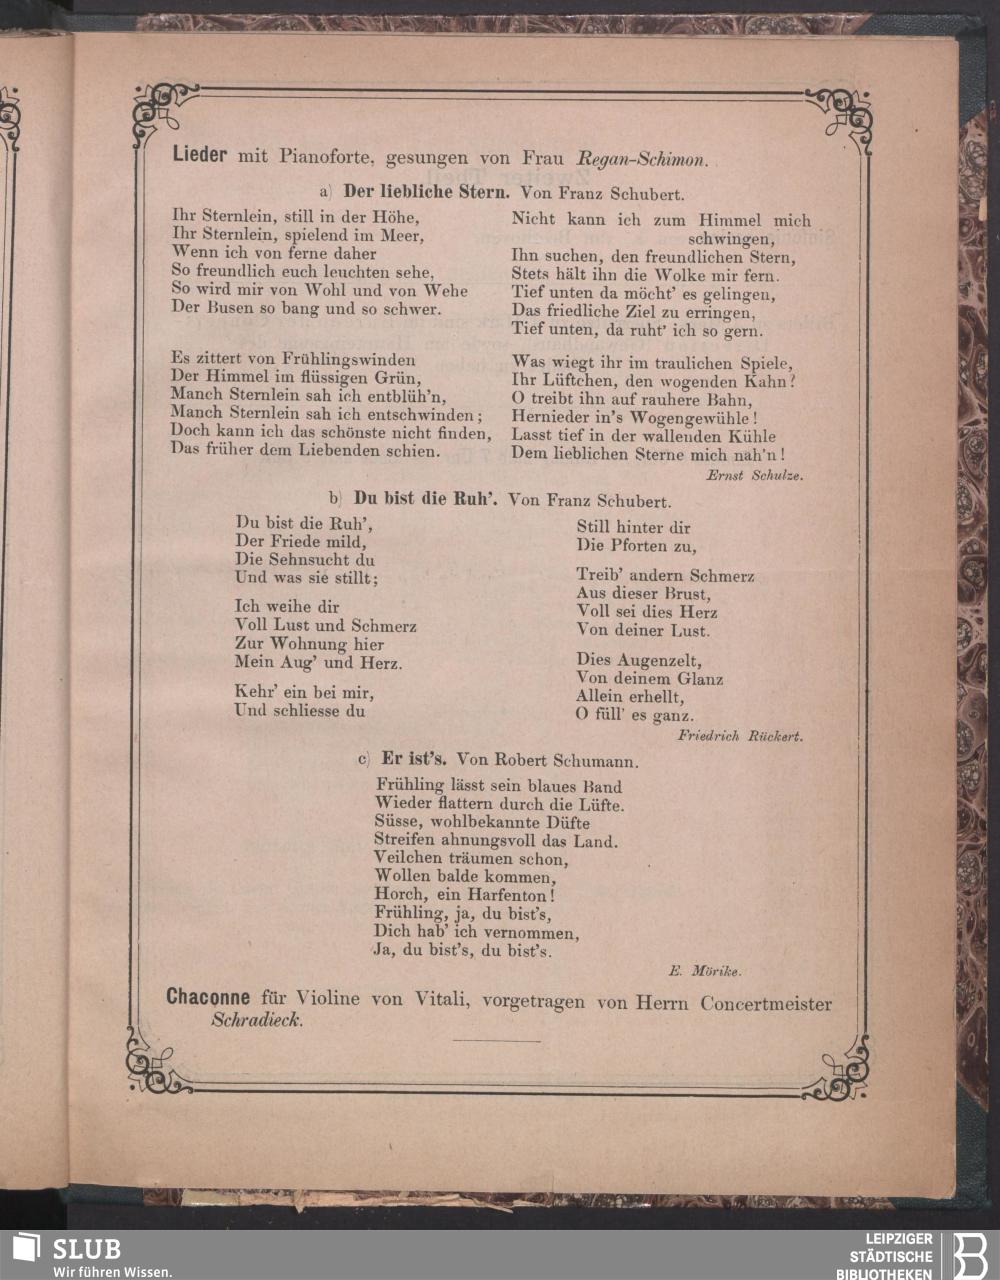 Lieder mit Pianoforte, gesungen von Frau Regan-Schimon.
a) Der liebliche Stern. Von Franz Schubert.
Ihr Sternlein, still in der Höhe,
Ihr Sternlein, spielend im Meer,
Wenn ich von ferne daher
So freundlich euch leuchten sehe,
So wird mir von Wohl und von Wehe
Der Busen so bang und so schwer.
Es zittert von Frühlingswinden
Der Himmel im flüssigen Grün,
Manch Sternlein sah ich entblüh'n,
Manch Sternlein sah ich entschwinden;
Doch kann ich das schönste nicht finden,
Das früher dem Liebenden schien.
Nicht kann ich zum Himmel mich
schwingen,
Ihn suchen, den freundlichen Stern,
Stets hält ihn die Wolke mir fern.
Tief unten da möcht' es gelingen,
Das friedliche Ziel zu erringen,
Tief unten, da ruht' ich so gern.
Was wiegt ihr im traulichen Spiele,
Ihr Lüftchen, den wogenden Kahn?
O treibt ihn auf rauhere Bahn,
Hernieder in's Wogengewühle!
Lasst tief in der wallenden Kühle
Dem lieblichen Sterne mich nah'n!
Ernst Schulze.
b) Du bist die Ruh'. Von Franz Schubert.
Du bist die Ruh',
Der Friede mild,
Die Sehnsucht du
Und was sie stillt;
Ich weihe dir
Voll Lust und Schmerz
Zur Wohnung hier
Mein Aug' und Herz.
Kehr' ein bei mir,
Und schliesse du
Still hinter dir
Die Pforten zu,
Treib' andern Schmerz
Aus dieser Brust,
Voll sei dies Herz
Von deiner Lust.
Dies Augenzelt,
Von deinem Glanz
Allein erhellt,
O füll' es ganz.
Friedrich Rückert.
c) Er ist's. Von Robert Schumann.
Frühling lässt sein blaues Band
Wieder flattern durch die Lüfte.
Süsse, wohlbekannte Düfte
Streifen ahnungsvoll das Land.
Veilchen träumen schon,
Wollen balde kommen,
Horch, ein Harfenton!
Frühling, ja, du bist's,
Dich hab' ich vernommen,
Ja, du bist's, du bist's.
E. Mörike.
Chaconne für Violine von Vitali, vorgetragen von Herrn Concertmeister
Schradieck.
SLUB
Wir führen Wissen.
LEIPZIGER
STÄDTISCHE
BIBLIOTHEKEN